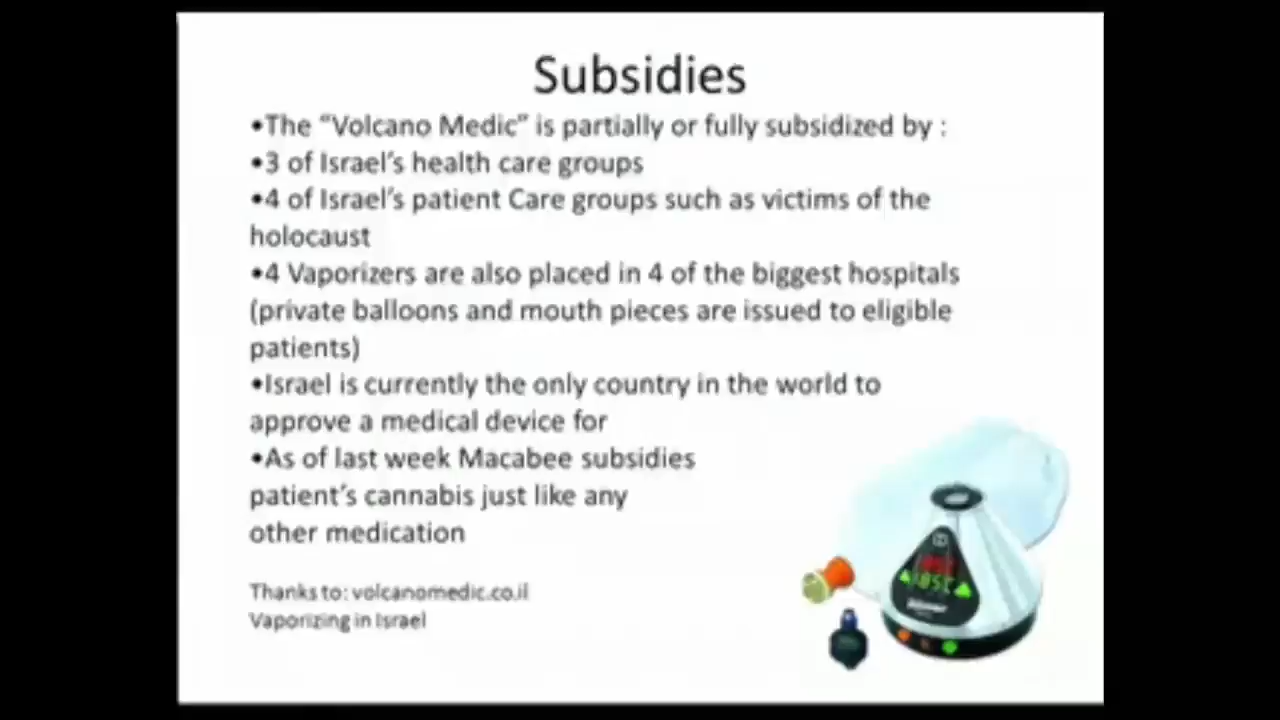 Subsidies
•The “Volcano Medic” is partially or fully subsidized by :
•3 of Israel’s health care groups
•4 of Israel’s patient Care groups such as victims of the
holocaust
•4 Vaporizers are also placed in 4 of the biggest hospitals
(private balloons and mouth pieces are issued to eligible
patients)
•Israel is currently the only country in the world to
approve a medical device for
•As of last week Macabee subsidies
patient’s cannabis just like any
other medication
Thanks to: volcanomedic.co.il
Vaporizing in Israel